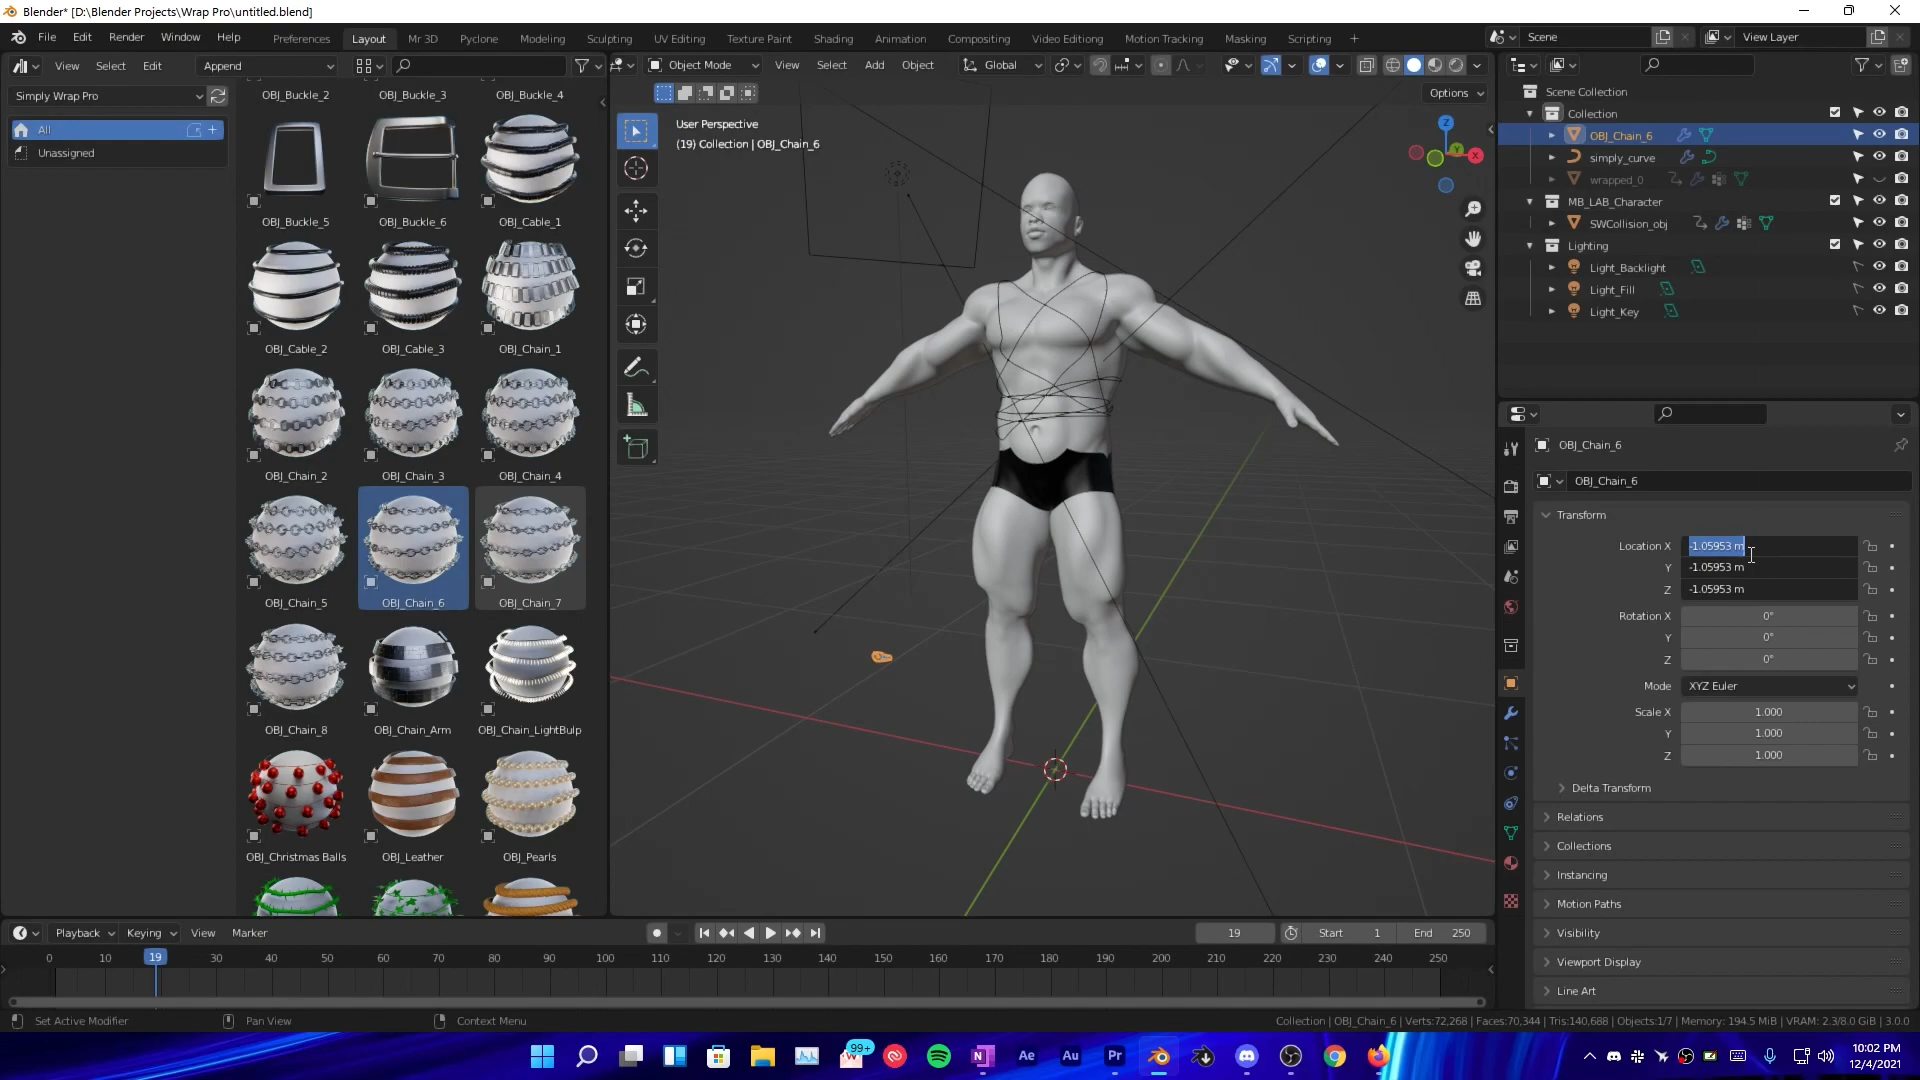 Blender* [D:\Blender Projects\Wrap Pro\untitled.blend]
File Edit Render Window Help Preferences Layout Mr 3D Pyclone Modeling Sculpting UV Editing Texture Paint Shading Animation Compositing Video Editiong Motion Tracking Masking Scripting + Scene View Layer
View Select Edit Append Object Mode View Select Add Object Global
Simply Wrap Pro
All
Unassigned
OBJ_Buckle_2 OBJ_Buckle_3 OBJ_Buckle_4
OBJ_Buckle_5 OBJ_Buckle_6 OBJ_Cable_1
OBJ_Cable_2 OBJ_Cable_3 OBJ_Chain_1
OBJ_Chain_2 OBJ_Chain_3 OBJ_Chain_4
OBJ_Chain_5 OBJ_Chain_6 OBJ_Chain_7
OBJ_Chain_8 OBJ_Chain_Arm OBJ_Chain_LightBulp
OBJ_Christmas Balls OBJ_Leather OBJ_Pearls
Options
User Perspective
(19) Collection | OBJ_Chain_6
Z
Y
X
Scene Collection
Collection
OBJ_Chain_6
simply_curve
wrapped_0
MB_LAB_Character
SWCollision_obj
Lighting
Light_Backlight
Light_Fill
Light_Key
OBJ_Chain_6
OBJ_Chain_6
Transform
Location X -1.05953 m
Y -1.05953 m
Z -1.05953 m
Rotation X 0°
Y 0°
Z 0°
Mode XYZ Euler
Scale X 1.000
Y 1.000
Z 1.000
Delta Transform
Relations
Collections
Instancing
Motion Paths
Visibility
Viewport Display
Line Art
Playback Keying View Marker 19 Start 1 End 250
0 10 19 30 40 50 60 70 80 90 100 110 120 130 140 150 160 170 180 190 200 210 220 230 240 250
Set Active Modifier Pan View Context Menu Collection | OBJ_Chain_6 | Verts:72,268 | Faces:70,344 | Tris:140,688 | Objects:1/7 | Memory: 194.5 MiB | VRAM: 2.3/8.0 GiB | 3.0.0
99+
Ae Au Pr
10:02 PM
12/4/2021